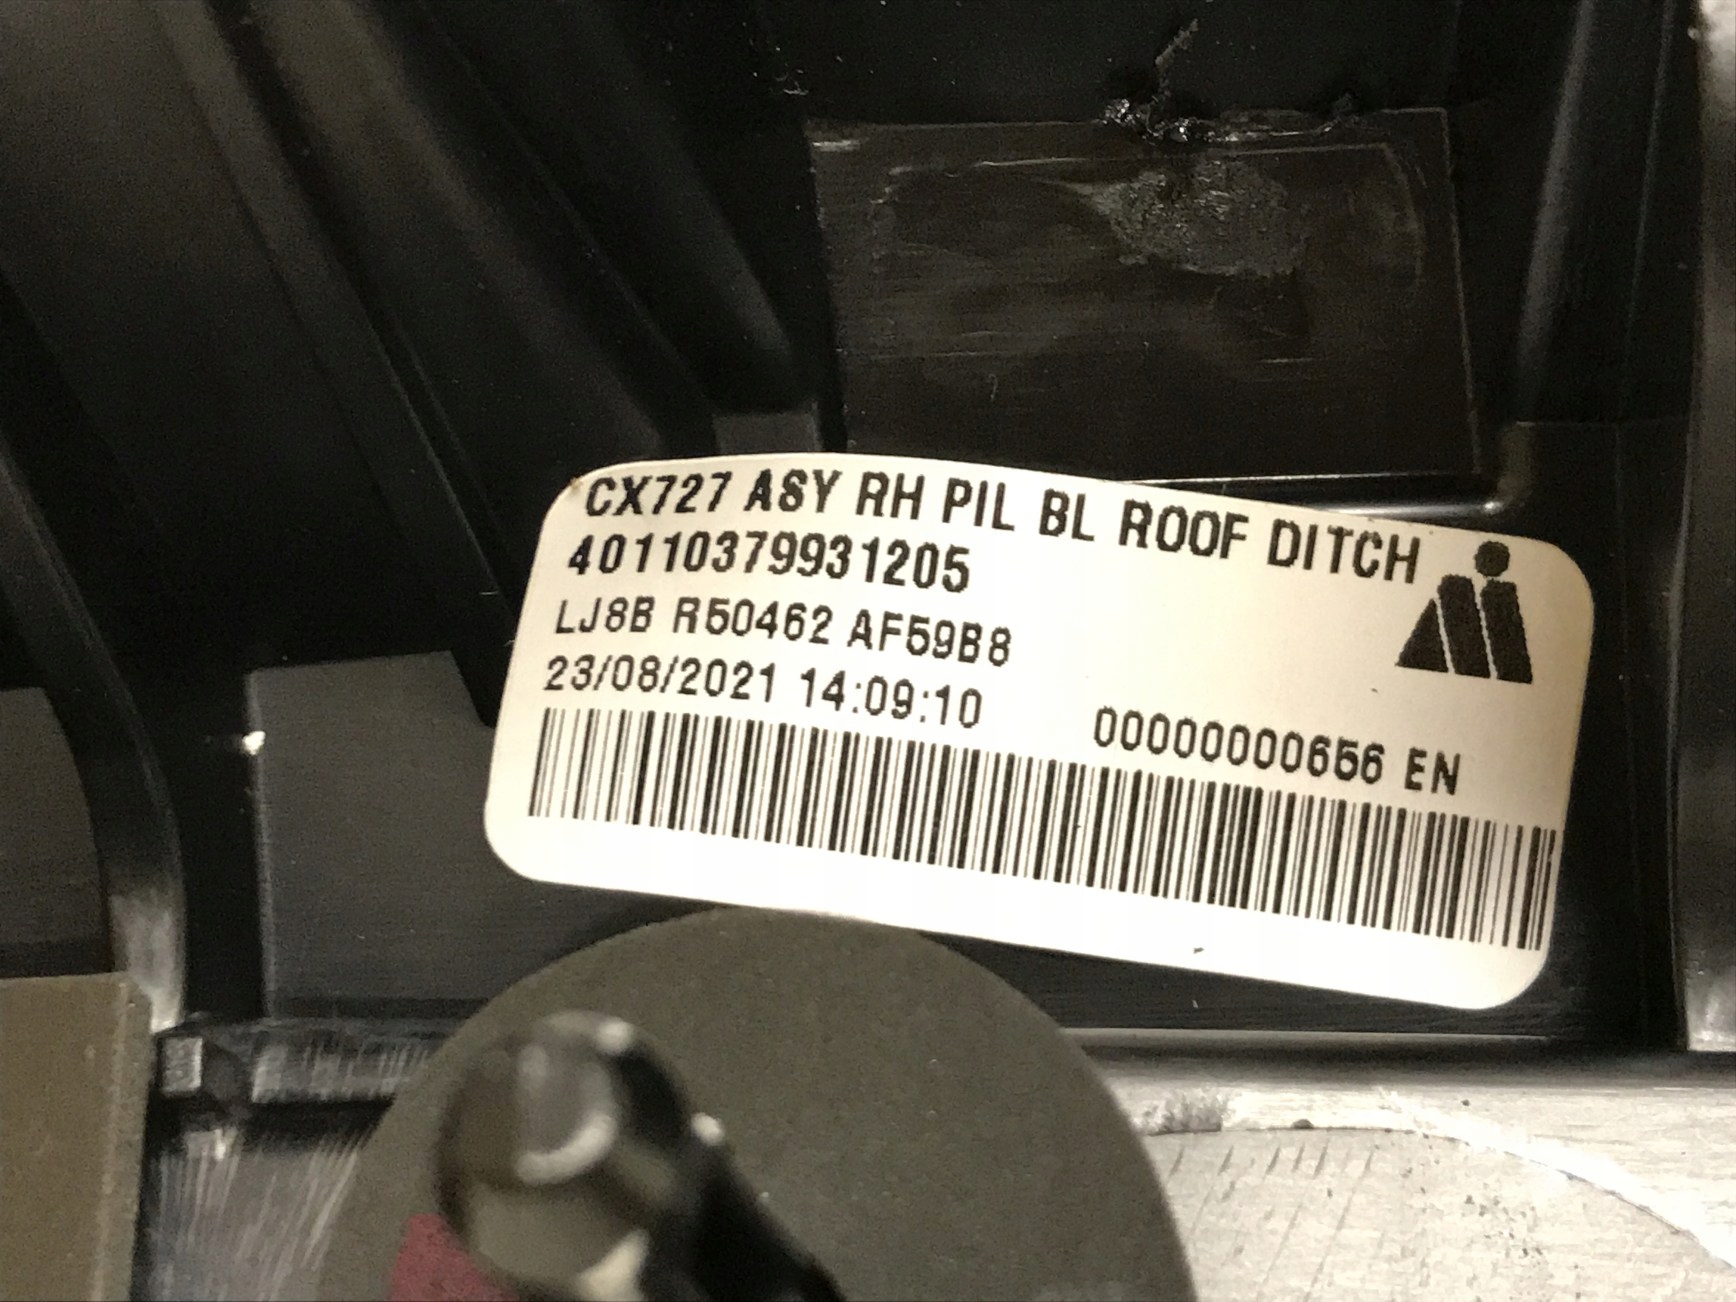 CX727 ASY RH PIL BL ROOF DITCH
40110379931205
LJ8B R50462 AF59B8
23/08/2021 14:09:10
00000000656 EN